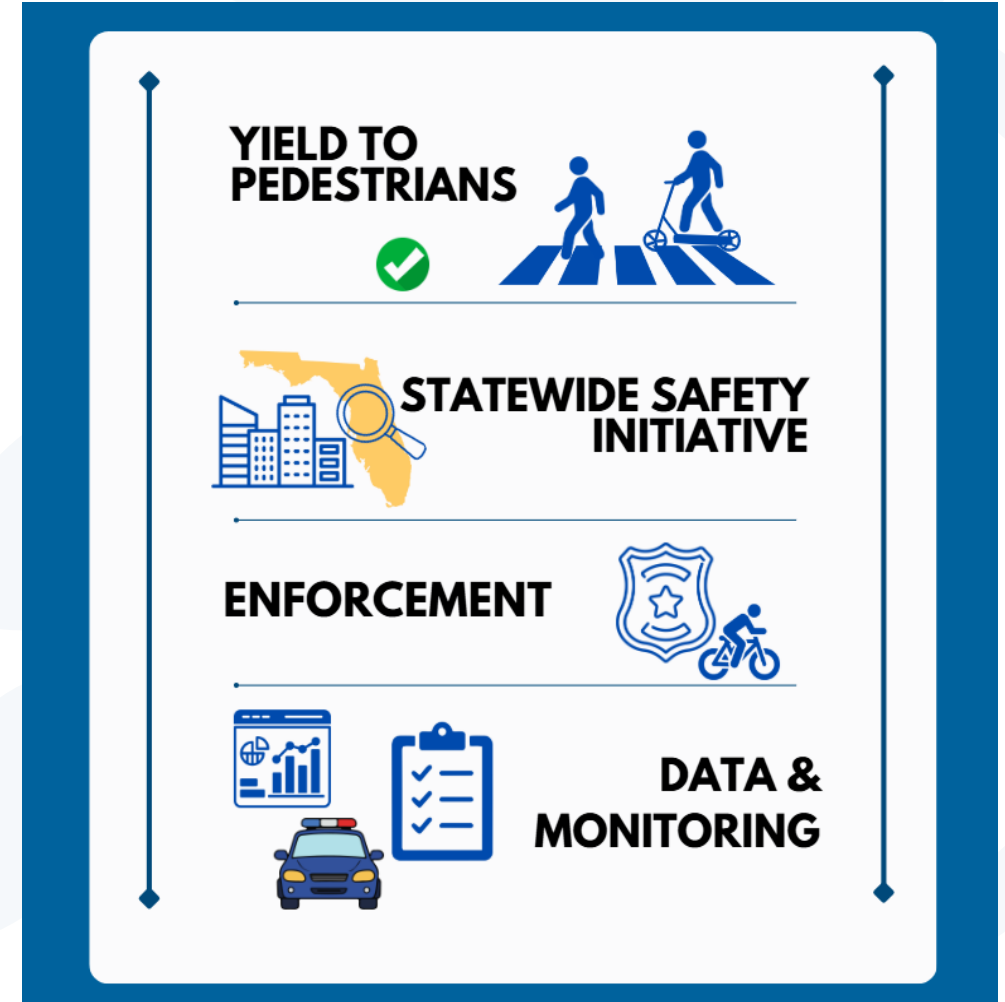 YIELD TO
PEDESTRIANS
STATEWIDE SAFETY
INITIATIVE
ENFORCEMENT
DATA &
MONITORING